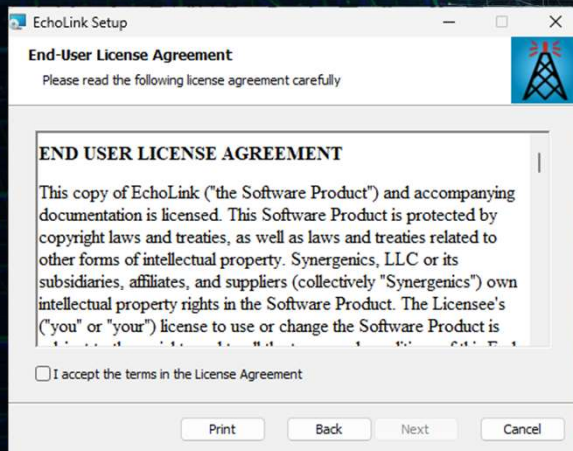 EchoLink Setup
End-User License Agreement
Please read the following license agreement carefully
END USER LICENSE AGREEMENT
This copy of EchoLink ("the Software Product") and accompanying
documentation is licensed. This Software Product is protected by
copyright laws and treaties, as well as laws and treaties related to
other forms of intellectual property. Synergenics, LLC or its
subsidiaries, affiliates, and suppliers (collectively "Synergenics") own
intellectual property rights in the Software Product. The Licensee's
("you" or "your") license to use or change the Software Product is
I accept the terms in the License Agreement
Print Back Next Cancel